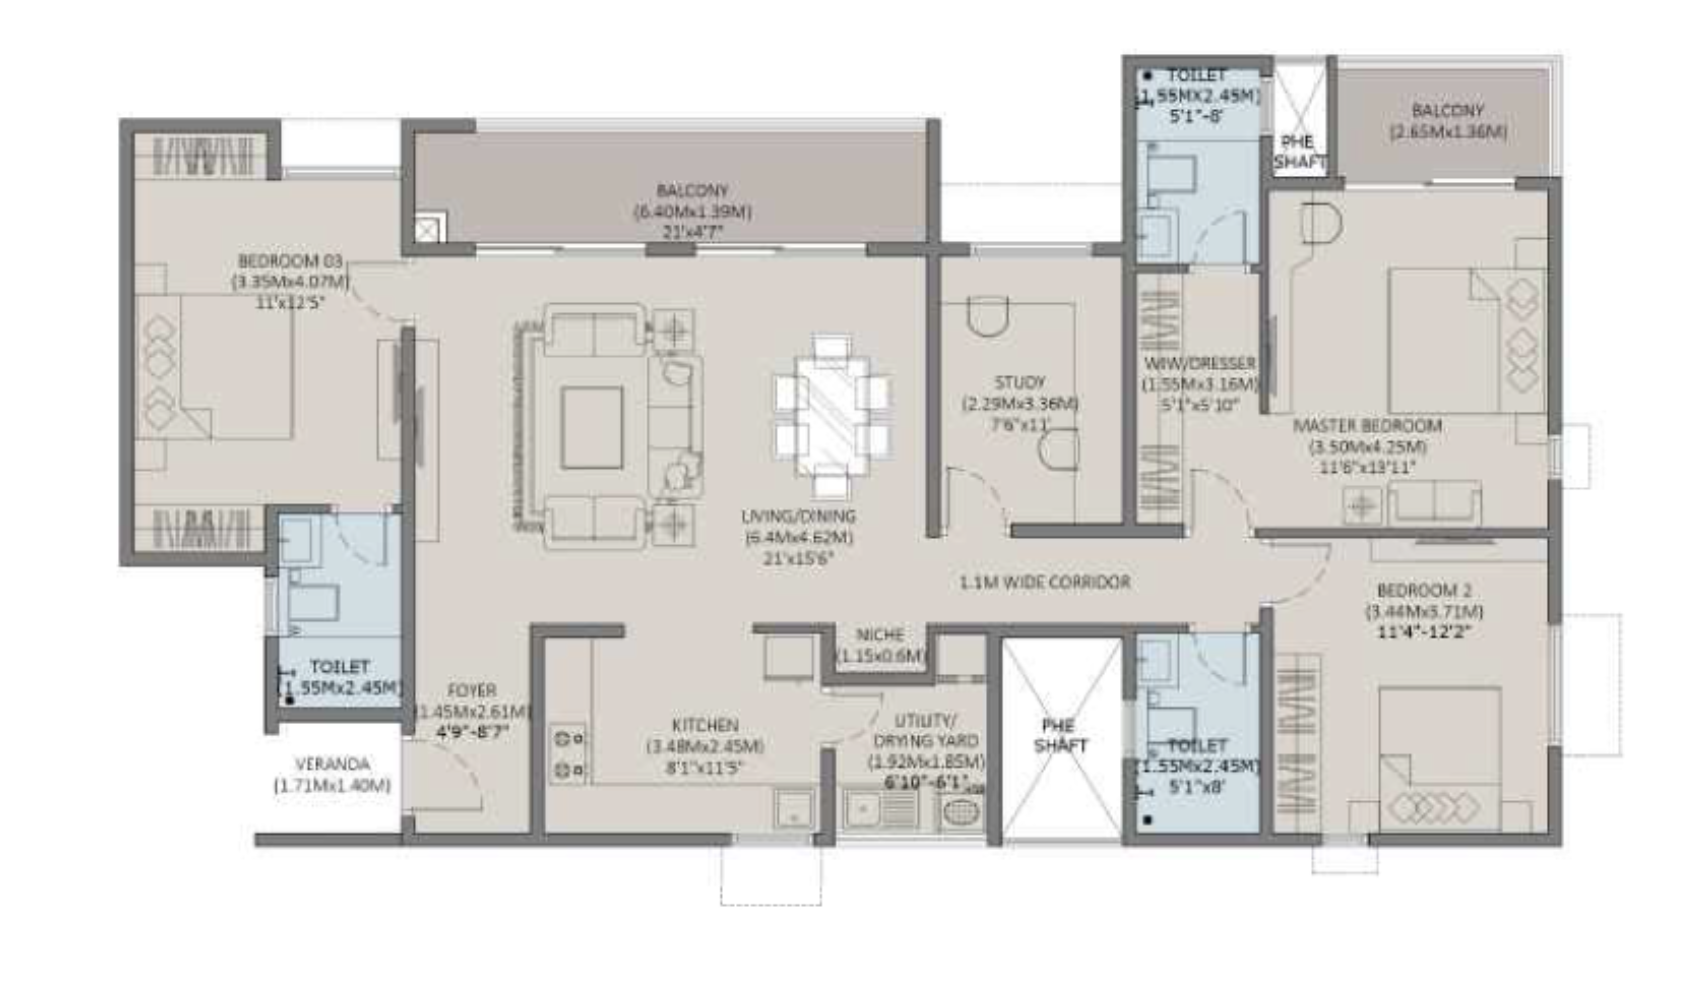 TOILET
(1.55MX2.45M)
5'1"-8'
PHE
SHAFT
BALCONY
(2.65Mx1.36M)
BALCONY
(6.40Mx1.39M)
21'x4'7"
BEDROOM 03
(3.35Mx4.07M)
11'x12'5"
STUDY
(2.29Mx3.36M)
7'6"x11'
WIW/DRESSER
(1.55Mx3.16M)
5'1"x5'10"
MASTER BEDROOM
(3.50Mx4.25M)
11'6"x13'11"
LIVING/DINING
(6.4Mx4.62M)
21'x15'6"
1.1M WIDE CORRIDOR
BEDROOM 2
(3.44Mx3.71M)
11'4"-12'2"
NICHE
(1.15x0.6M)
TOILET
(1.55Mx2.45M)
FOYER
(1.45Mx2.61M)
4'9"-8'7"
KITCHEN
(3.48Mx2.45M)
8'1"x11'5"
UTILITY/
DRYING YARD
(1.92Mx1.85M)
6'10"-6'1"
PHE
SHAFT
TOILET
(1.55Mx2.45M)
5'1"x8'
VERANDA
(1.71Mx1.40M)